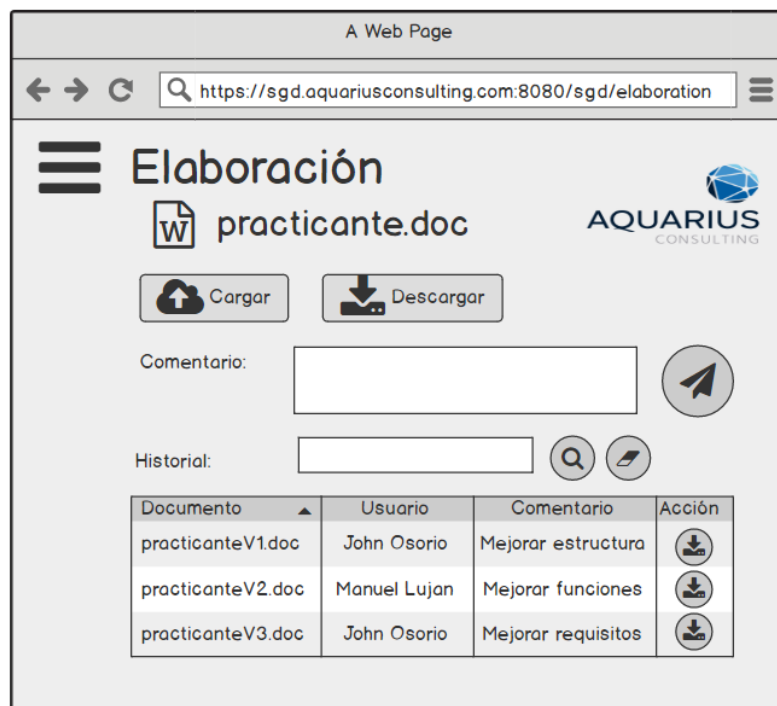 A Web Page
https://sgd.aquariusconsulting.com:8080/sgd/elaboration
Elaboración
W practicante.doc
AQUARIUS
CONSULTING
Cargar Descargar
Comentario:
Historial:
Documento Usuario Comentario Acción
practicanteV1.doc John Osorio Mejorar estructura
practicanteV2.doc Manuel Lujan Mejorar funciones
practicanteV3.doc John Osorio Mejorar requisitos